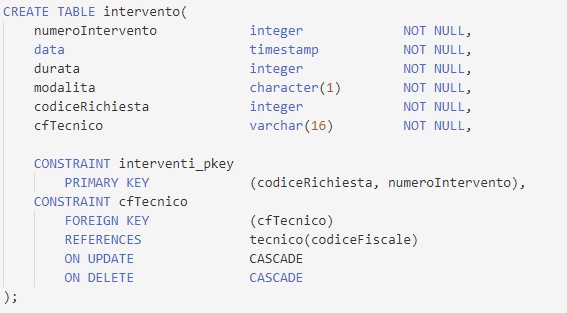 CREATE TABLE intervento(
    numeroIntervento            integer             NOT NULL,
    data                        timestamp           NOT NULL,
    durata                      integer             NOT NULL,
    modalita                    character(1)        NOT NULL,
    codiceRichiesta             integer             NOT NULL,
    cfTecnico                   varchar(16)         NOT NULL,

    CONSTRAINT interventi_pkey
        PRIMARY KEY             (codiceRichiesta, numeroIntervento),
    CONSTRAINT cfTecnico
        FOREIGN KEY             (cfTecnico)
        REFERENCES              tecnico(codiceFiscale)
        ON UPDATE               CASCADE
        ON DELETE               CASCADE
);